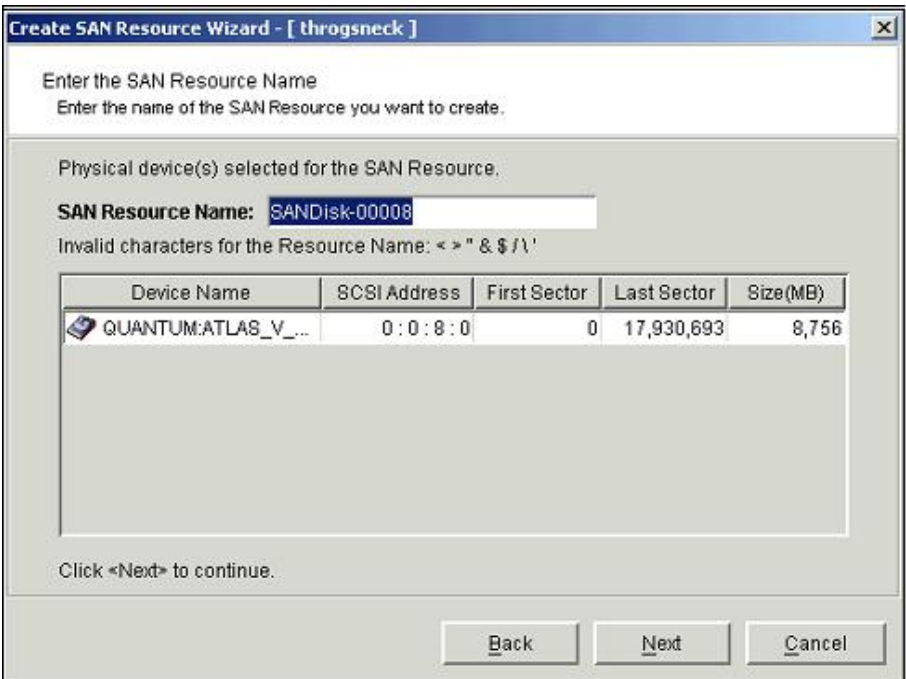 Create SAN Resource Wizard - [ throgsneck ]
Enter the SAN Resource Name
Enter the name of the SAN Resource you want to create.
Physical device(s) selected for the SAN Resource.
SAN Resource Name: SANDisk-00008
Invalid characters for the Resource Name: < > " & $ / \ '
Device Name SCSI Address First Sector Last Sector Size(MB)
QUANTUM:ATLAS_V_... 0:0:8:0 0 17,930,693 8,756
Click <Next> to continue.
Back Next Cancel